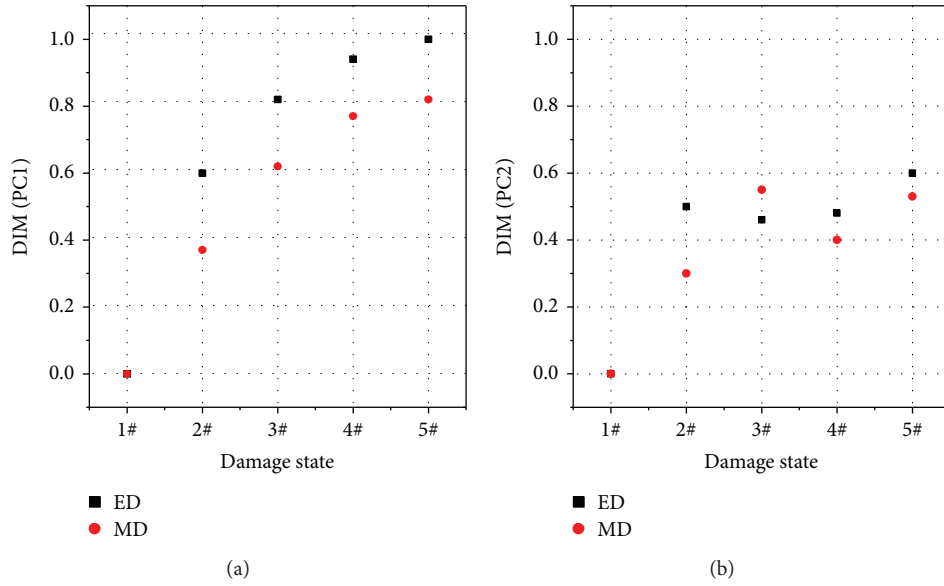 DIM (PC1)
1.0
0.8
0.6
0.4
0.2
0.0
1# 2# 3# 4# 5#
Damage state
ED
MD
(a)
DIM (PC2)
1.0
0.8
0.6
0.4
0.2
0.0
1# 2# 3# 4# 5#
Damage state
ED
MD
(b)